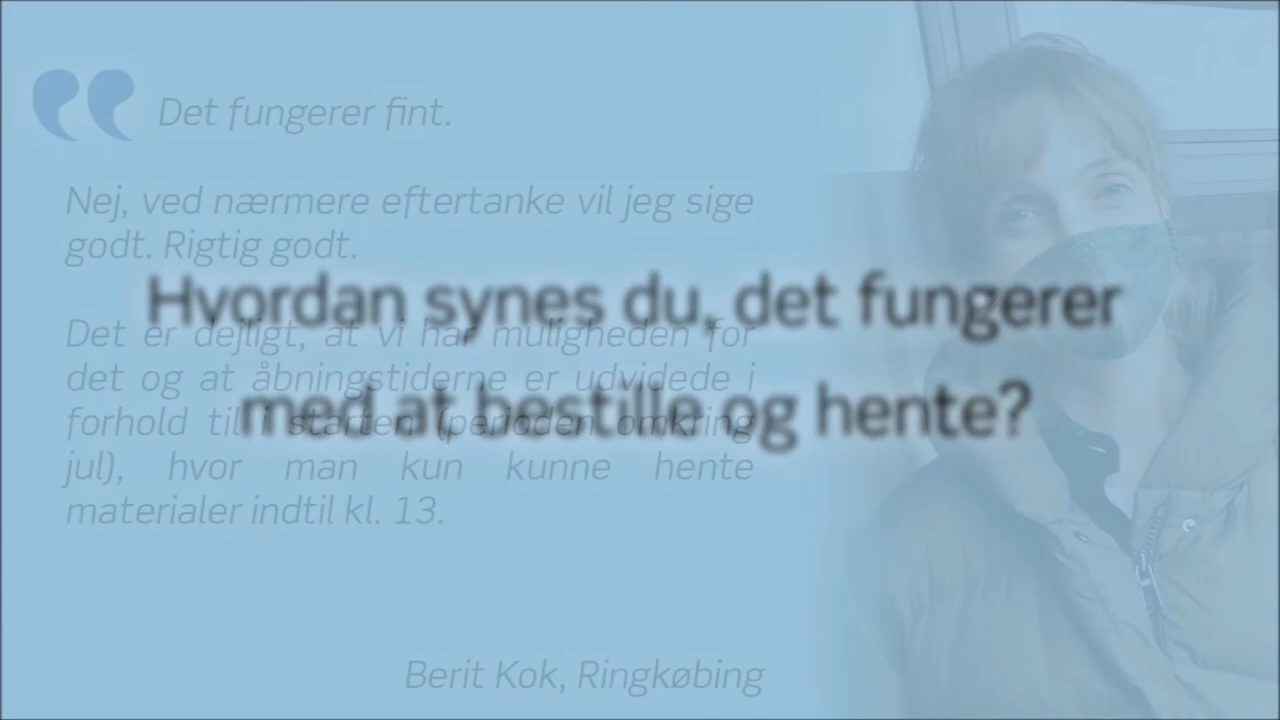 Det fungerer fint.
Nej, ved nærmere eftertanke vil jeg sige
godt. Rigtig godt.
Hvordan synes du, det fungerer
med at bestille og hente?
Det er dejligt, at vi har muligheden for
det og at åbningstiderne er udvidede i
forhold til starten (perioden omkring
jul), hvor man kun kunne hente
materialer indtil kl. 13.
Berit Kok, Ringkøbing